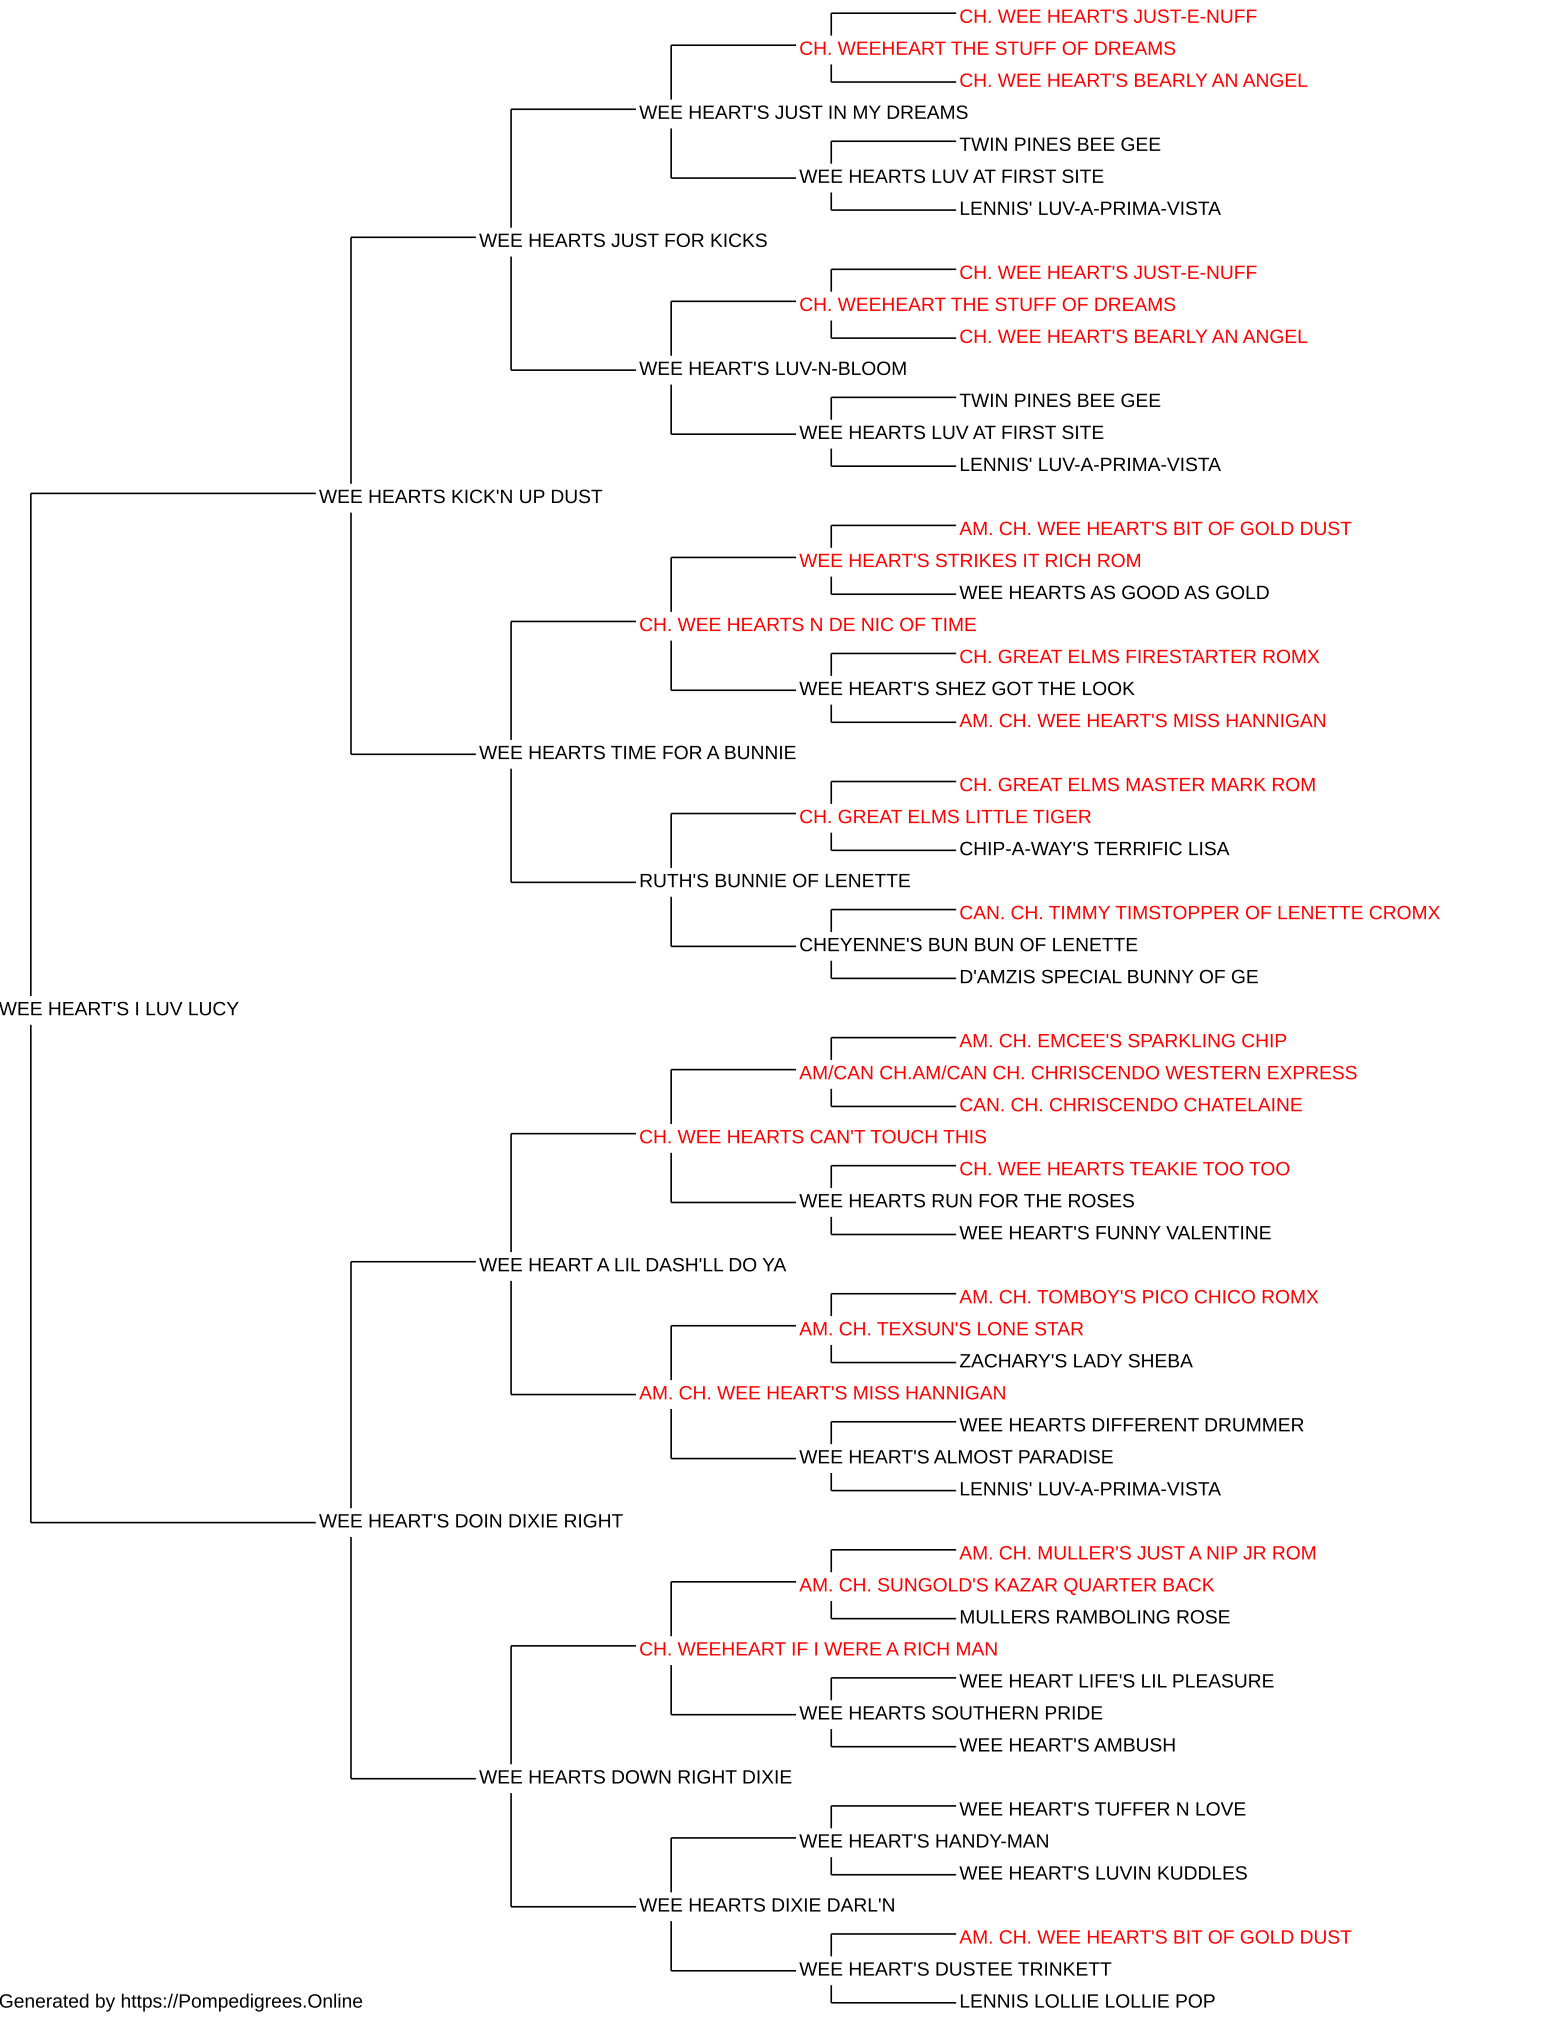 CH. WEE HEART'S JUST-E-NUFF
CH. WEEHEART THE STUFF OF DREAMS
CH. WEE HEART'S BEARLY AN ANGEL
WEE HEART'S JUST IN MY DREAMS
TWIN PINES BEE GEE
WEE HEARTS LUV AT FIRST SITE
LENNIS' LUV-A-PRIMA-VISTA
WEE HEARTS JUST FOR KICKS
CH. WEE HEART'S JUST-E-NUFF
CH. WEEHEART THE STUFF OF DREAMS
CH. WEE HEART'S BEARLY AN ANGEL
WEE HEART'S LUV-N-BLOOM
TWIN PINES BEE GEE
WEE HEARTS LUV AT FIRST SITE
LENNIS' LUV-A-PRIMA-VISTA
WEE HEARTS KICK'N UP DUST
AM. CH. WEE HEART'S BIT OF GOLD DUST
WEE HEART'S STRIKES IT RICH ROM
WEE HEARTS AS GOOD AS GOLD
CH. WEE HEARTS N DE NIC OF TIME
CH. GREAT ELMS FIRESTARTER ROMX
WEE HEART'S SHEZ GOT THE LOOK
AM. CH. WEE HEART'S MISS HANNIGAN
WEE HEARTS TIME FOR A BUNNIE
CH. GREAT ELMS MASTER MARK ROM
CH. GREAT ELMS LITTLE TIGER
CHIP-A-WAY'S TERRIFIC LISA
RUTH'S BUNNIE OF LENETTE
CAN. CH. TIMMY TIMSTOPPER OF LENETTE CROMX
CHEYENNE'S BUN BUN OF LENETTE
D'AMZIS SPECIAL BUNNY OF GE
WEE HEART'S I LUV LUCY
AM. CH. EMCEE'S SPARKLING CHIP
AM/CAN CH.AM/CAN CH. CHRISCENDO WESTERN EXPRESS
CAN. CH. CHRISCENDO CHATELAINE
CH. WEE HEARTS CAN'T TOUCH THIS
CH. WEE HEARTS TEAKIE TOO TOO
WEE HEARTS RUN FOR THE ROSES
WEE HEART'S FUNNY VALENTINE
WEE HEART A LIL DASH'LL DO YA
AM. CH. TOMBOY'S PICO CHICO ROMX
AM. CH. TEXSUN'S LONE STAR
ZACHARY'S LADY SHEBA
AM. CH. WEE HEART'S MISS HANNIGAN
WEE HEARTS DIFFERENT DRUMMER
WEE HEART'S ALMOST PARADISE
LENNIS' LUV-A-PRIMA-VISTA
WEE HEART'S DOIN DIXIE RIGHT
AM. CH. MULLER'S JUST A NIP JR ROM
AM. CH. SUNGOLD'S KAZAR QUARTER BACK
MULLERS RAMBOLING ROSE
CH. WEEHEART IF I WERE A RICH MAN
WEE HEART LIFE'S LIL PLEASURE
WEE HEARTS SOUTHERN PRIDE
WEE HEART'S AMBUSH
WEE HEARTS DOWN RIGHT DIXIE
WEE HEART'S TUFFER N LOVE
WEE HEART'S HANDY-MAN
WEE HEART'S LUVIN KUDDLES
WEE HEARTS DIXIE DARL'N
AM. CH. WEE HEART'S BIT OF GOLD DUST
WEE HEART'S DUSTEE TRINKETT
LENNIS LOLLIE LOLLIE POP
Generated by https://Pompedigrees.Online